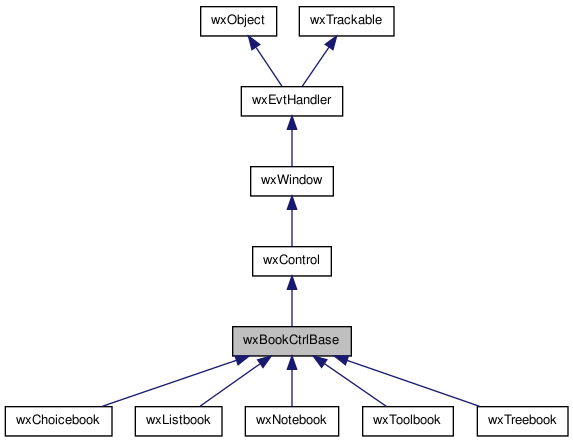 wxObject
wxTrackable
wxEvtHandler
wxWindow
wxControl
wxBookCtrlBase
wxChoicebook
wxListbook
wxNotebook
wxToolbook
wxTreebook